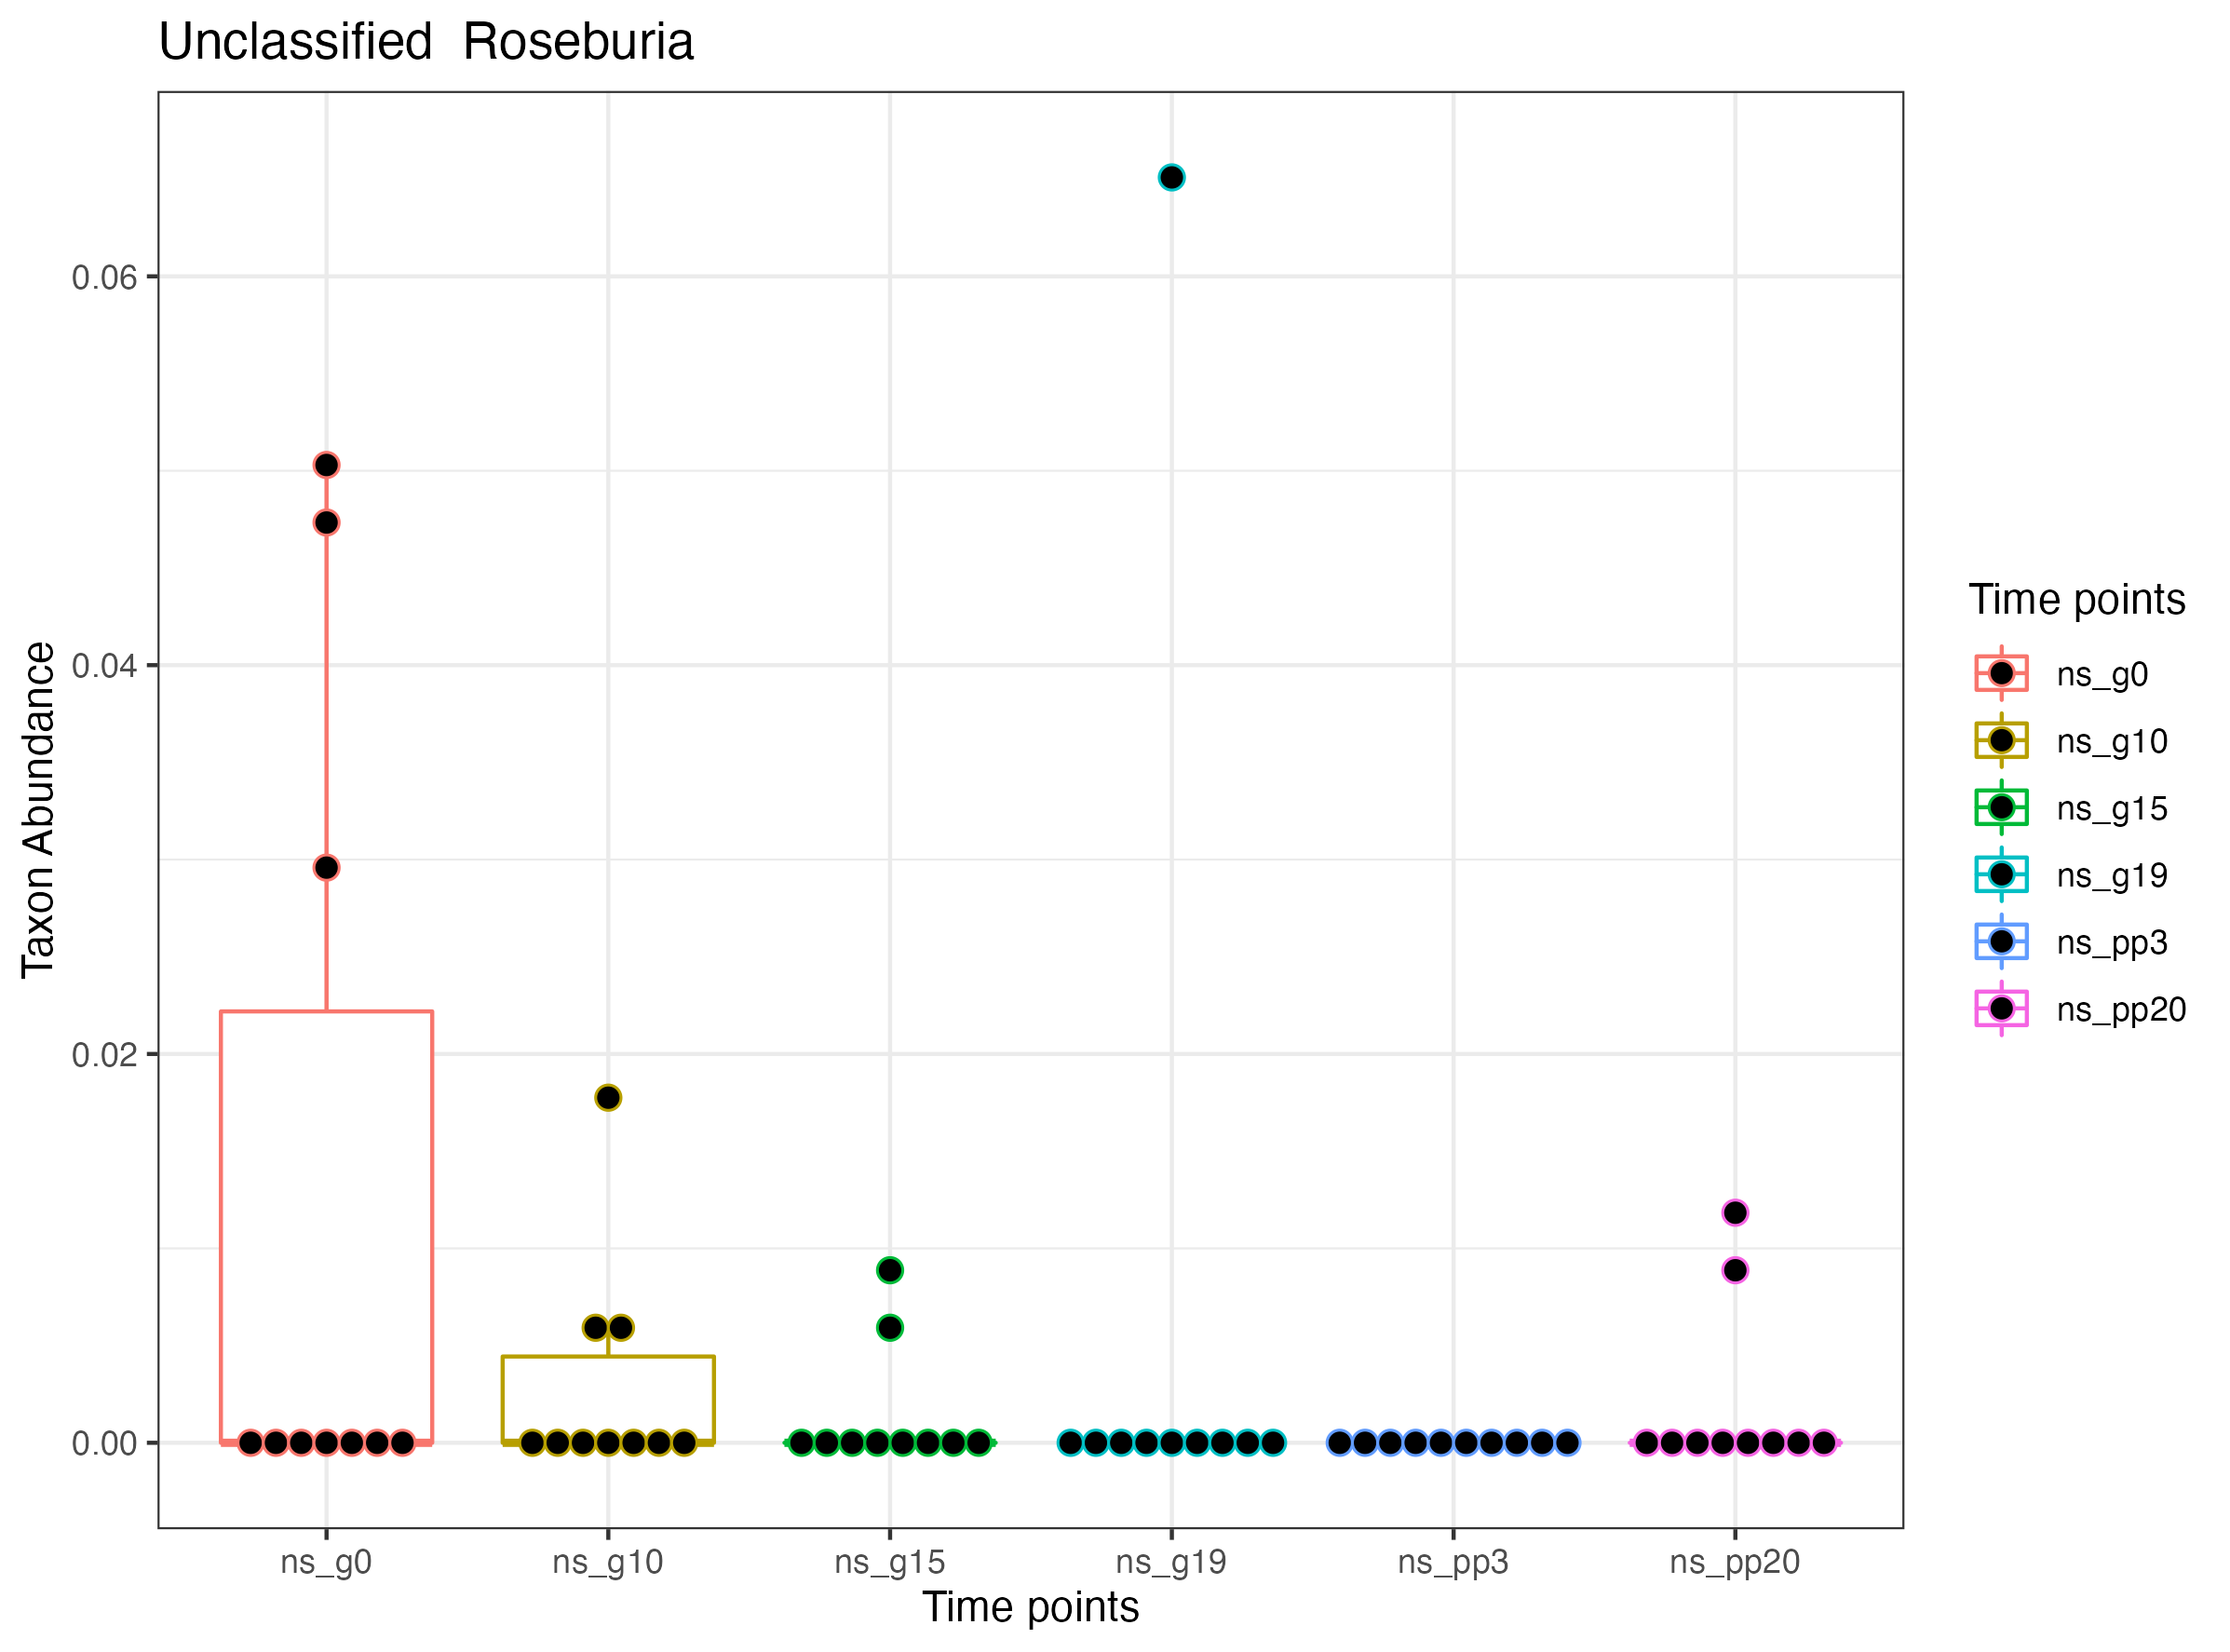 Unclassified  Roseburia
Taxon Abundance
0.06
0.04
0.02
0.00
ns_g0
ns_g10
ns_g15
ns_g19
ns_pp3
ns_pp20
Time points
Time points
ns_g0
ns_g10
ns_g15
ns_g19
ns_pp3
ns_pp20